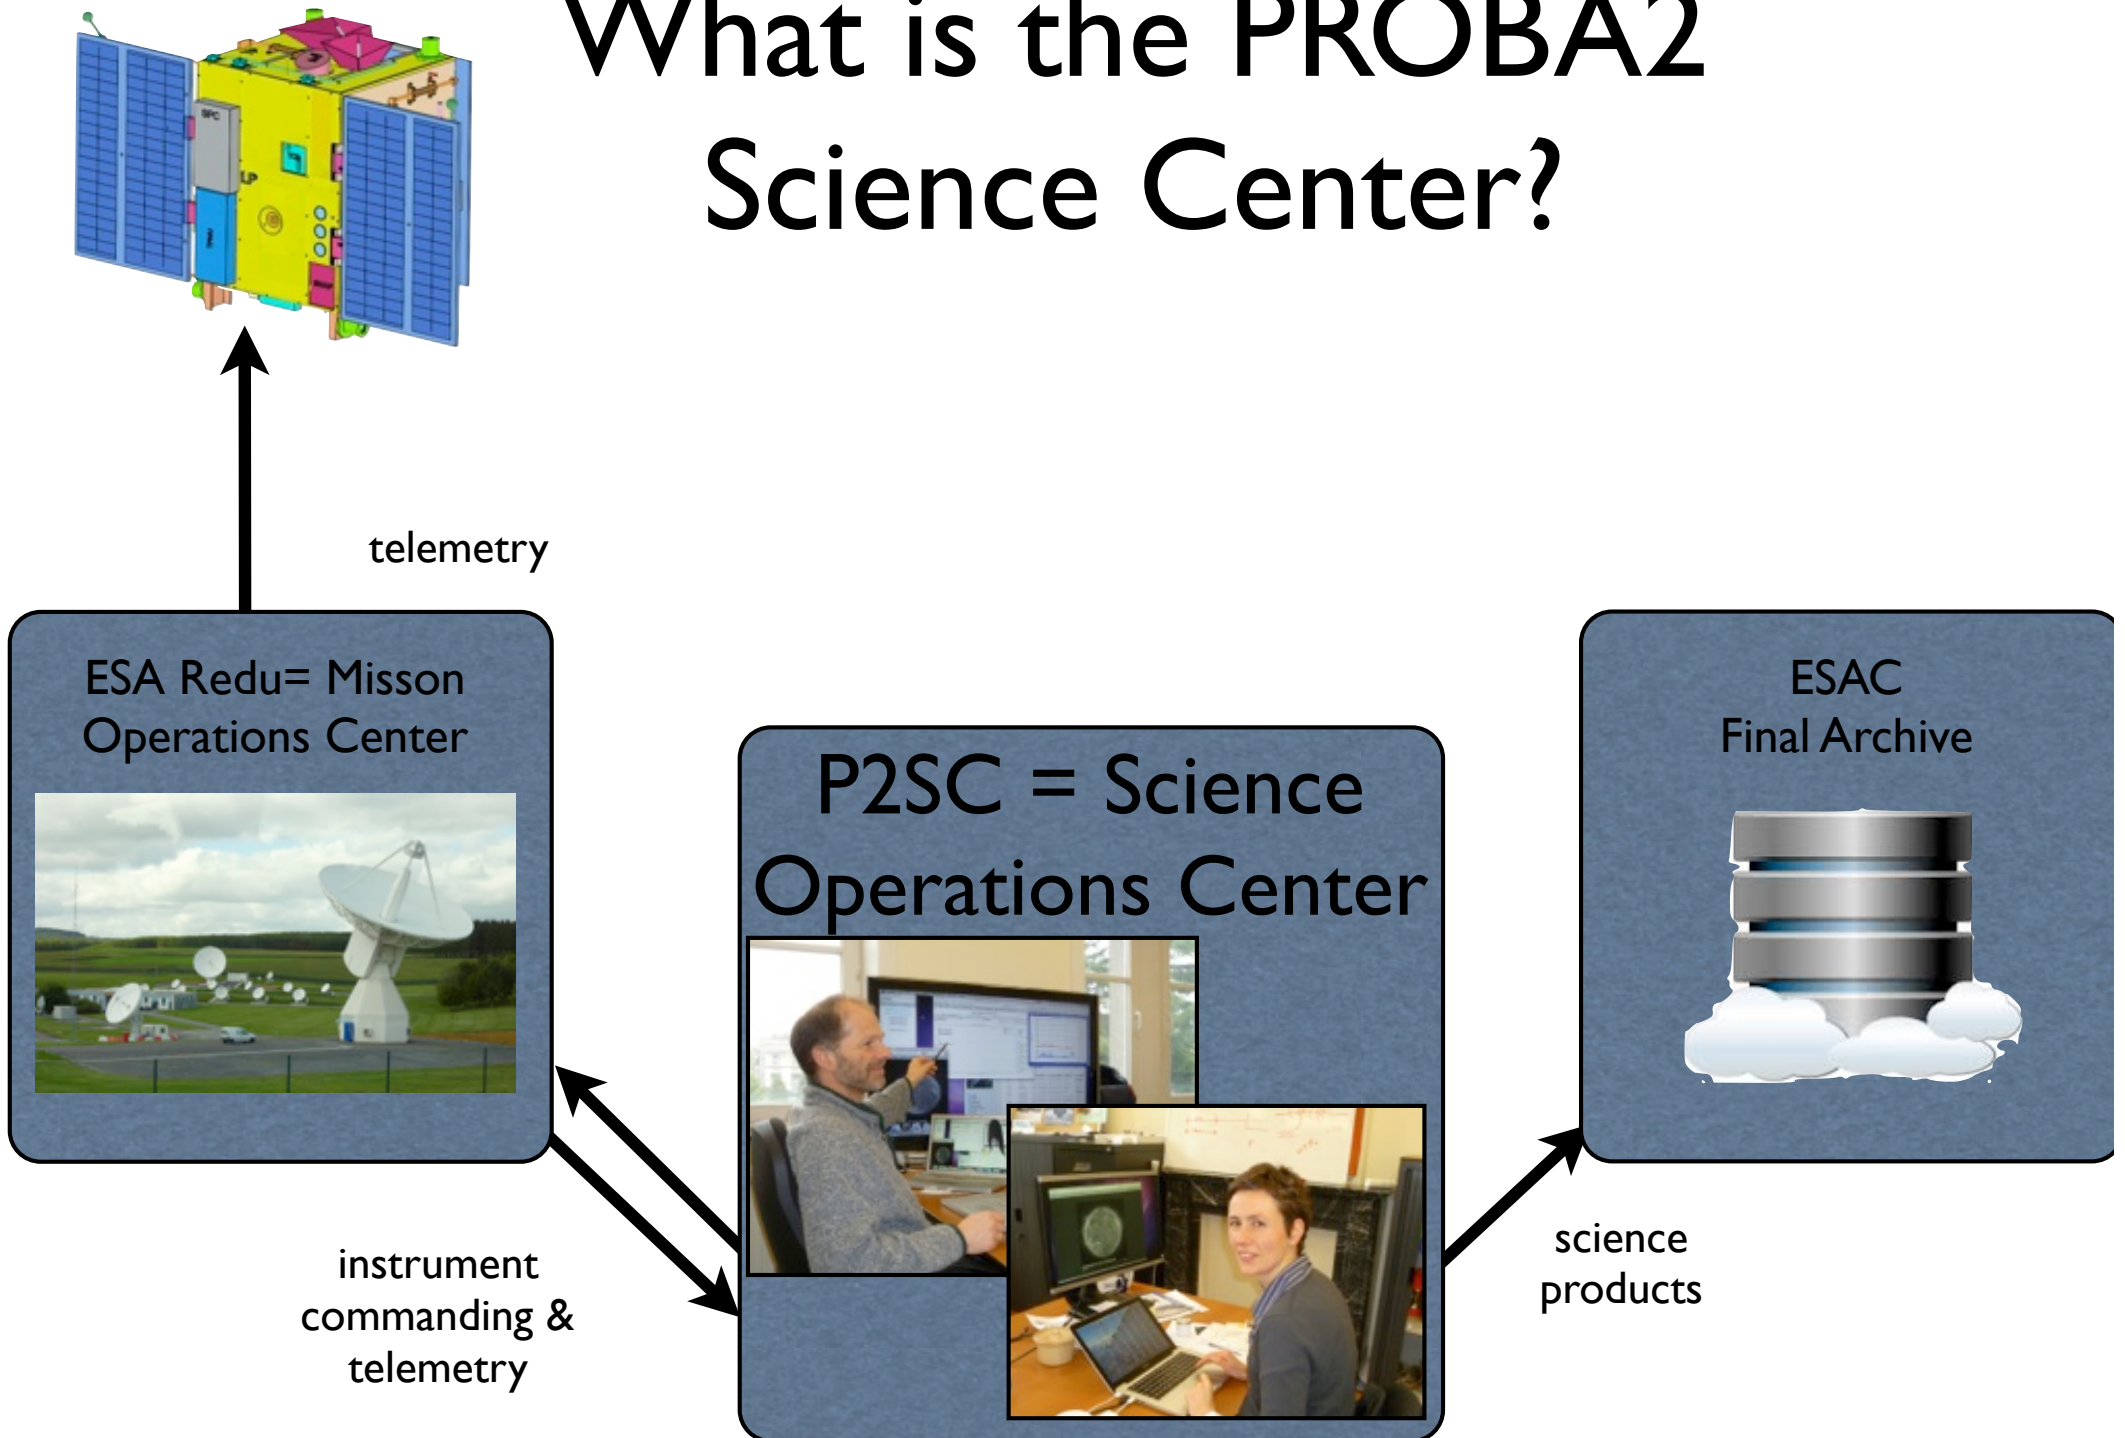 What is the PROBA2
Science Center?
telemetry
ESA Redu= Misson
Operations Center
P2SC = Science
Operations Center
ESAC
Final Archive
instrument
commanding &
telemetry
science
products